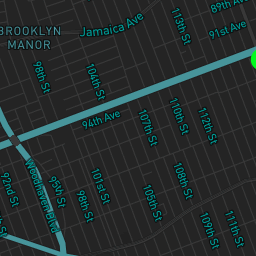 BROOKLYN
MANOR
Jamaica Ave
113th St
89th Ave
91st Ave
98th St
104th St
94th Ave
107th St
110th St
112th St
Woodhaven Blvd
92nd St
95th St
98th St
101st St
105th St
108th St
109th St
111th St
St